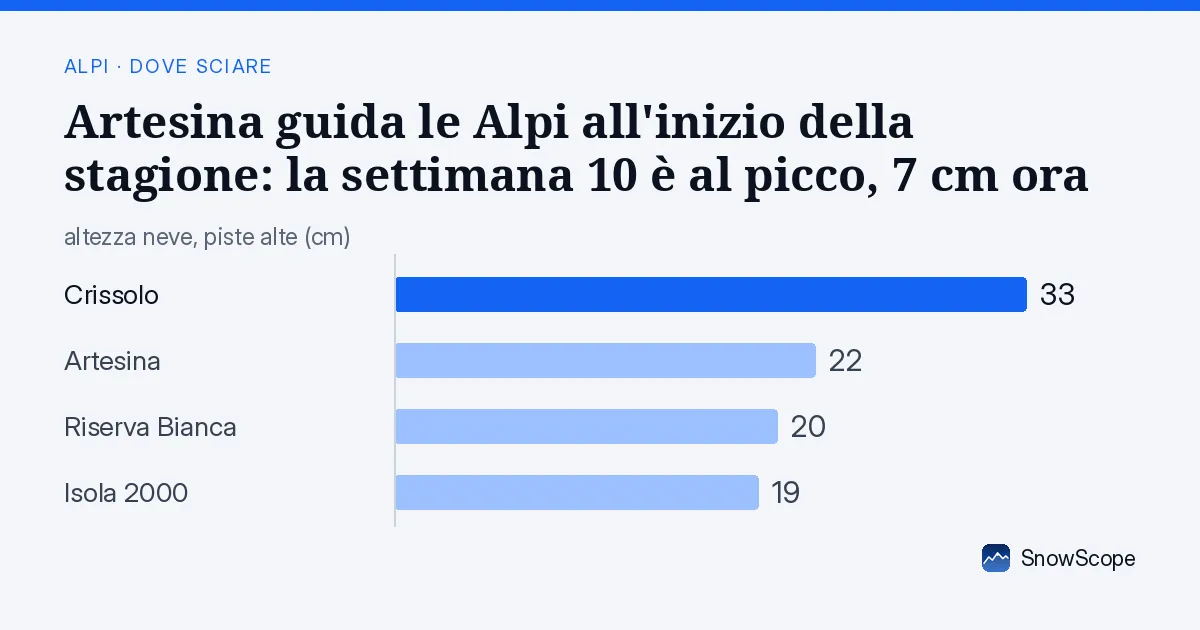 ALPI · DOVE SCIARE
Artesina guida le Alpi all'inizio della
stagione: la settimana 10 è al picco, 7 cm ora
altezza neve, piste alte (cm)
Crissolo 33
Artesina 22
Riserva Bianca 20
Isola 2000 19
SnowScope